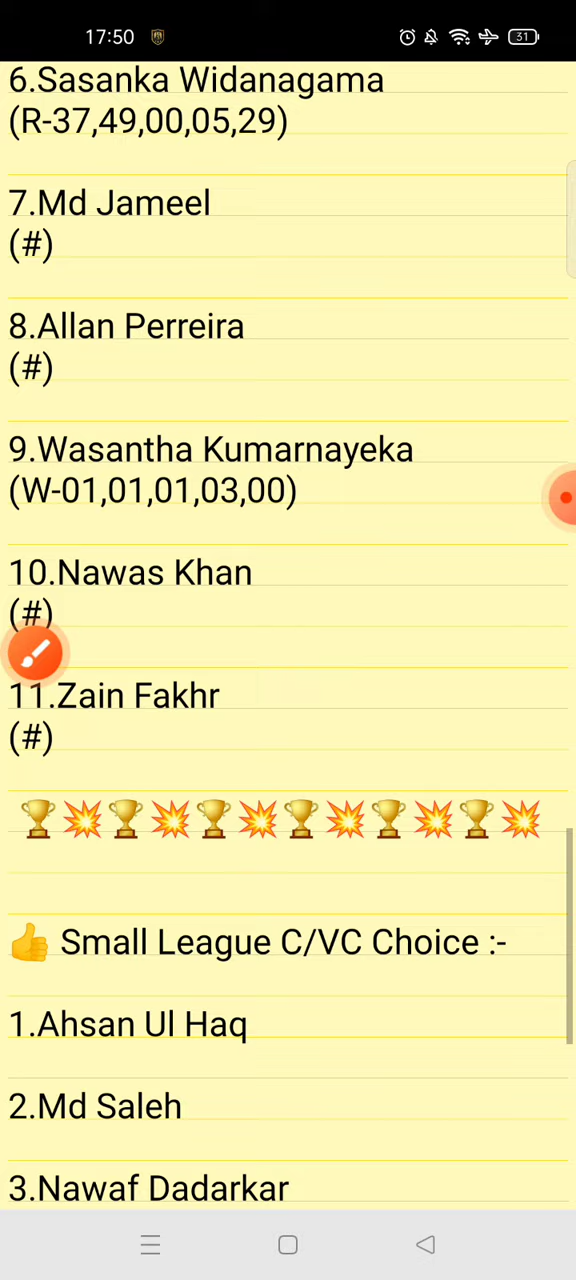 17:50
31
6.Sasanka Widanagama
(R-37,49,00,05,29)
7.Md Jameel
(#)
8.Allan Perreira
(#)
9.Wasantha Kumarnayeka
(W-01,01,01,03,00)
10.Nawas Khan
(#)
11.Zain Fakhr
(#)
🏆💥🏆💥🏆💥🏆💥🏆💥🏆💥
👍 Small League C/VC Choice :-
1.Ahsan Ul Haq
2.Md Saleh
3.Nawaf Dadarkar